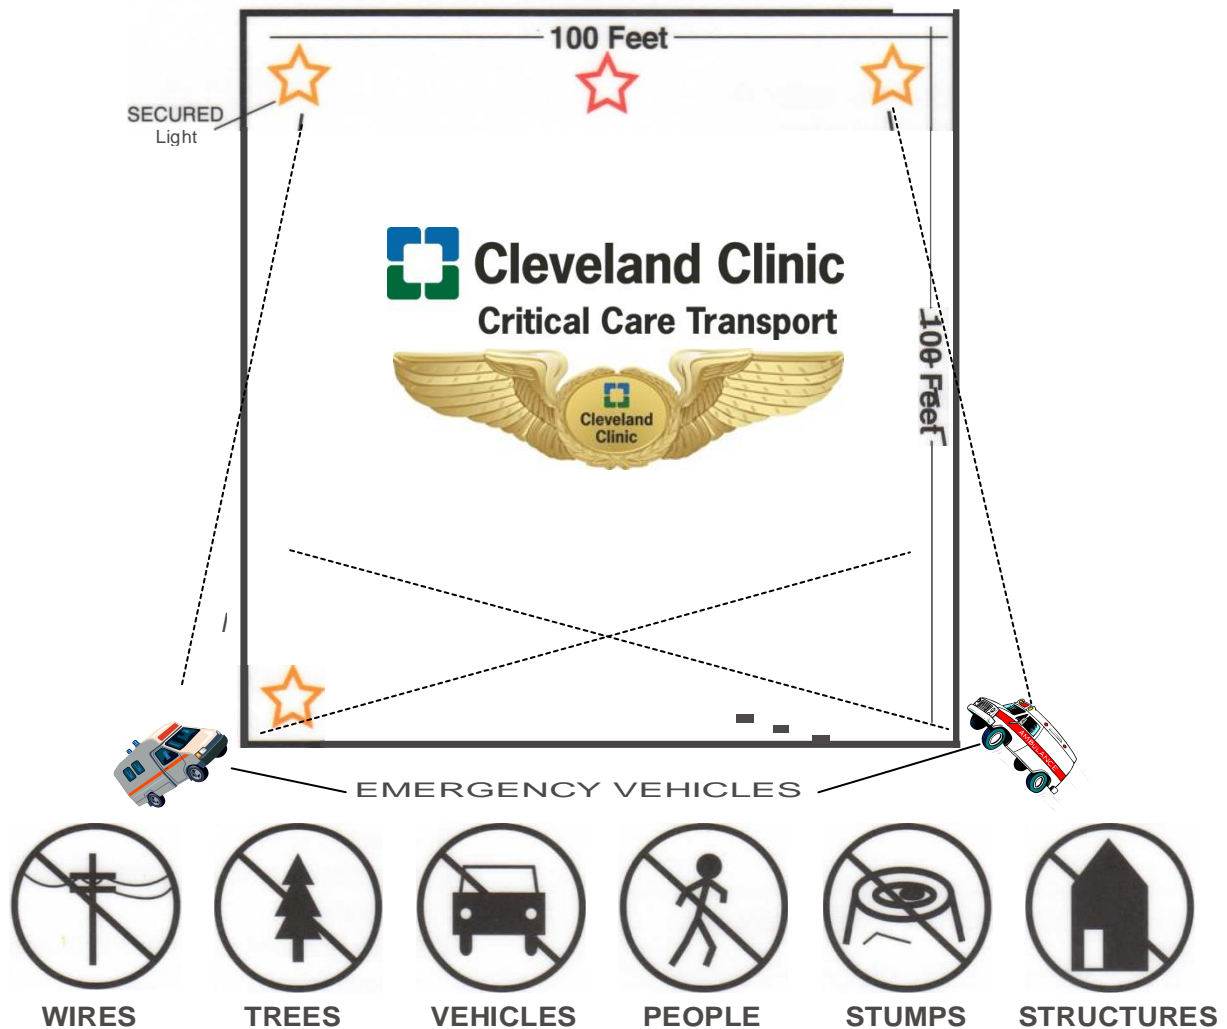 100 Feet
SECURED
Light
Cleveland Clinic
Critical Care Transport
Cleveland
Clinic
100 Feet
AMBULANCE
EMERGENCY VEHICLES
WIRES
TREES
VEHICLES
PEOPLE
STUMPS
STRUCTURES